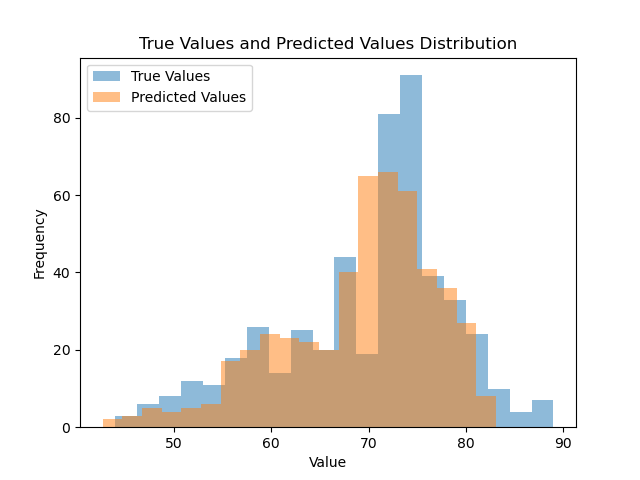 True Values and Predicted Values Distribution
True Values
Predicted Values
80
60
40
20
0
Frequency
50 60 70 80 90
Value